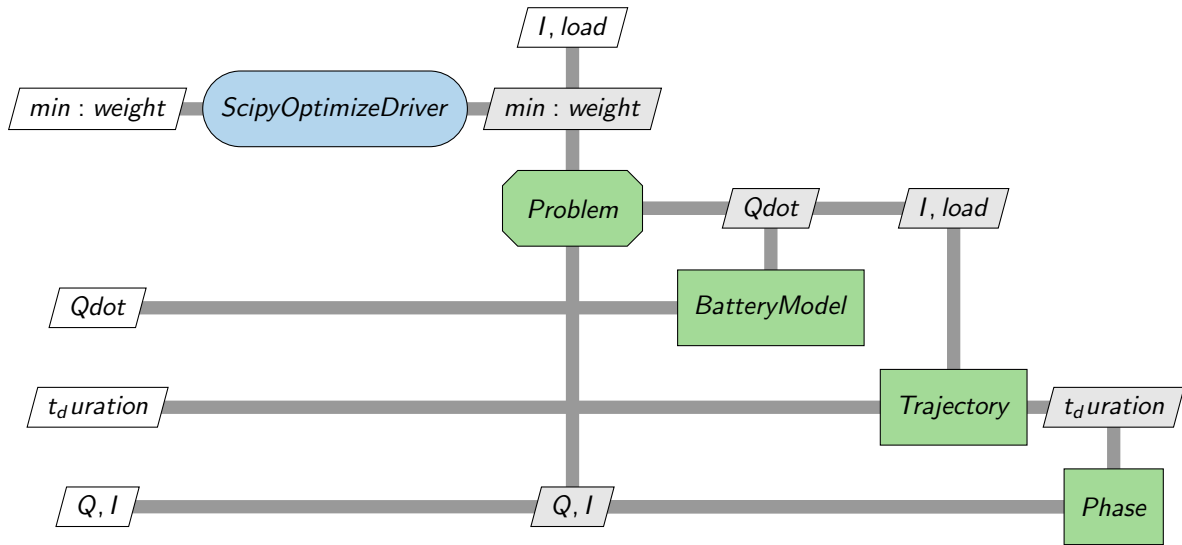 I, load
min : weight
ScipyOptimizeDriver
min : weight
Problem
Qdot
I, load
Qdot
BatteryModel
t_duration
Trajectory
t_duration
Q, I
Q, I
Phase